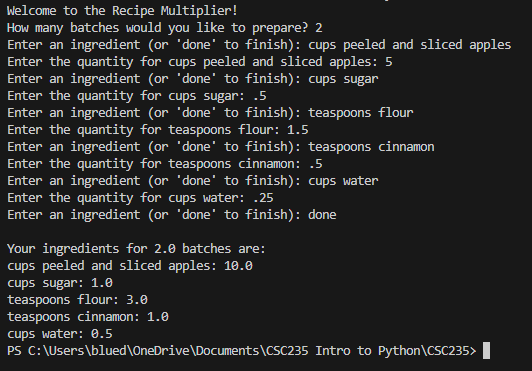 Welcome to the Recipe Multiplier!
How many batches would you like to prepare? 2
Enter an ingredient (or 'done' to finish): cups peeled and sliced apples
Enter the quantity for cups peeled and sliced apples: 5
Enter an ingredient (or 'done' to finish): cups sugar
Enter the quantity for cups sugar: .5
Enter an ingredient (or 'done' to finish): teaspoons flour
Enter the quantity for teaspoons flour: 1.5
Enter an ingredient (or 'done' to finish): teaspoons cinnamon
Enter the quantity for teaspoons cinnamon: .5
Enter an ingredient (or 'done' to finish): cups water
Enter the quantity for cups water: .25
Enter an ingredient (or 'done' to finish): done

Your ingredients for 2.0 batches are:
cups peeled and sliced apples: 10.0
cups sugar: 1.0
teaspoons flour: 3.0
teaspoons cinnamon: 1.0
cups water: 0.5
PS C:\Users\blued\OneDrive\Documents\CSC235 Intro to Python\CSC235>